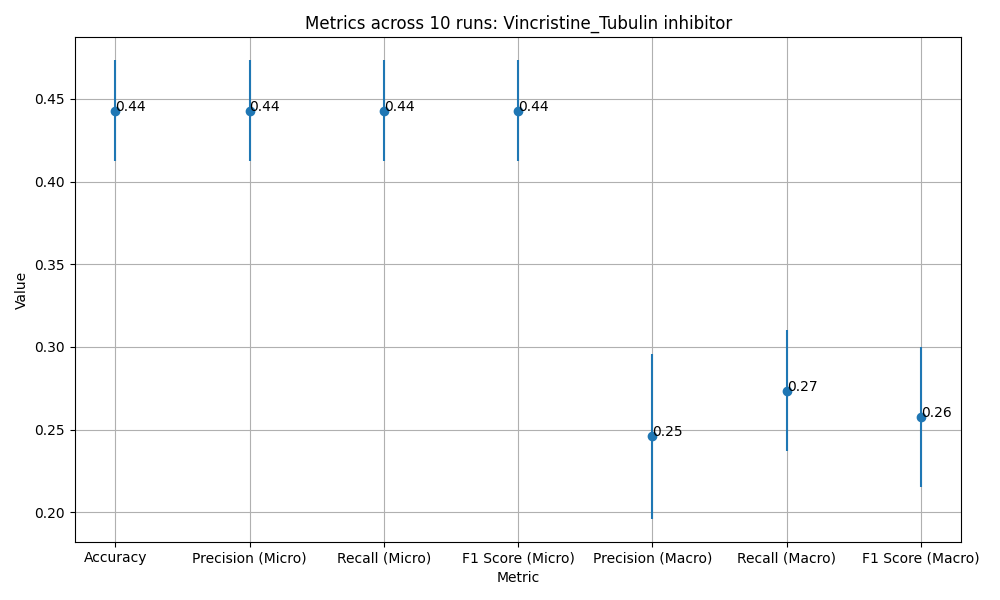 Metrics across 10 runs: Vincristine_Tubulin inhibitor
Value
0.45
0.40
0.35
0.30
0.25
0.20
0.44
0.44
0.44
0.44
0.25
0.27
0.26
Accuracy
Precision (Micro)
Recall (Micro)
F1 Score (Micro)
Precision (Macro)
Recall (Macro)
F1 Score (Macro)
Metric